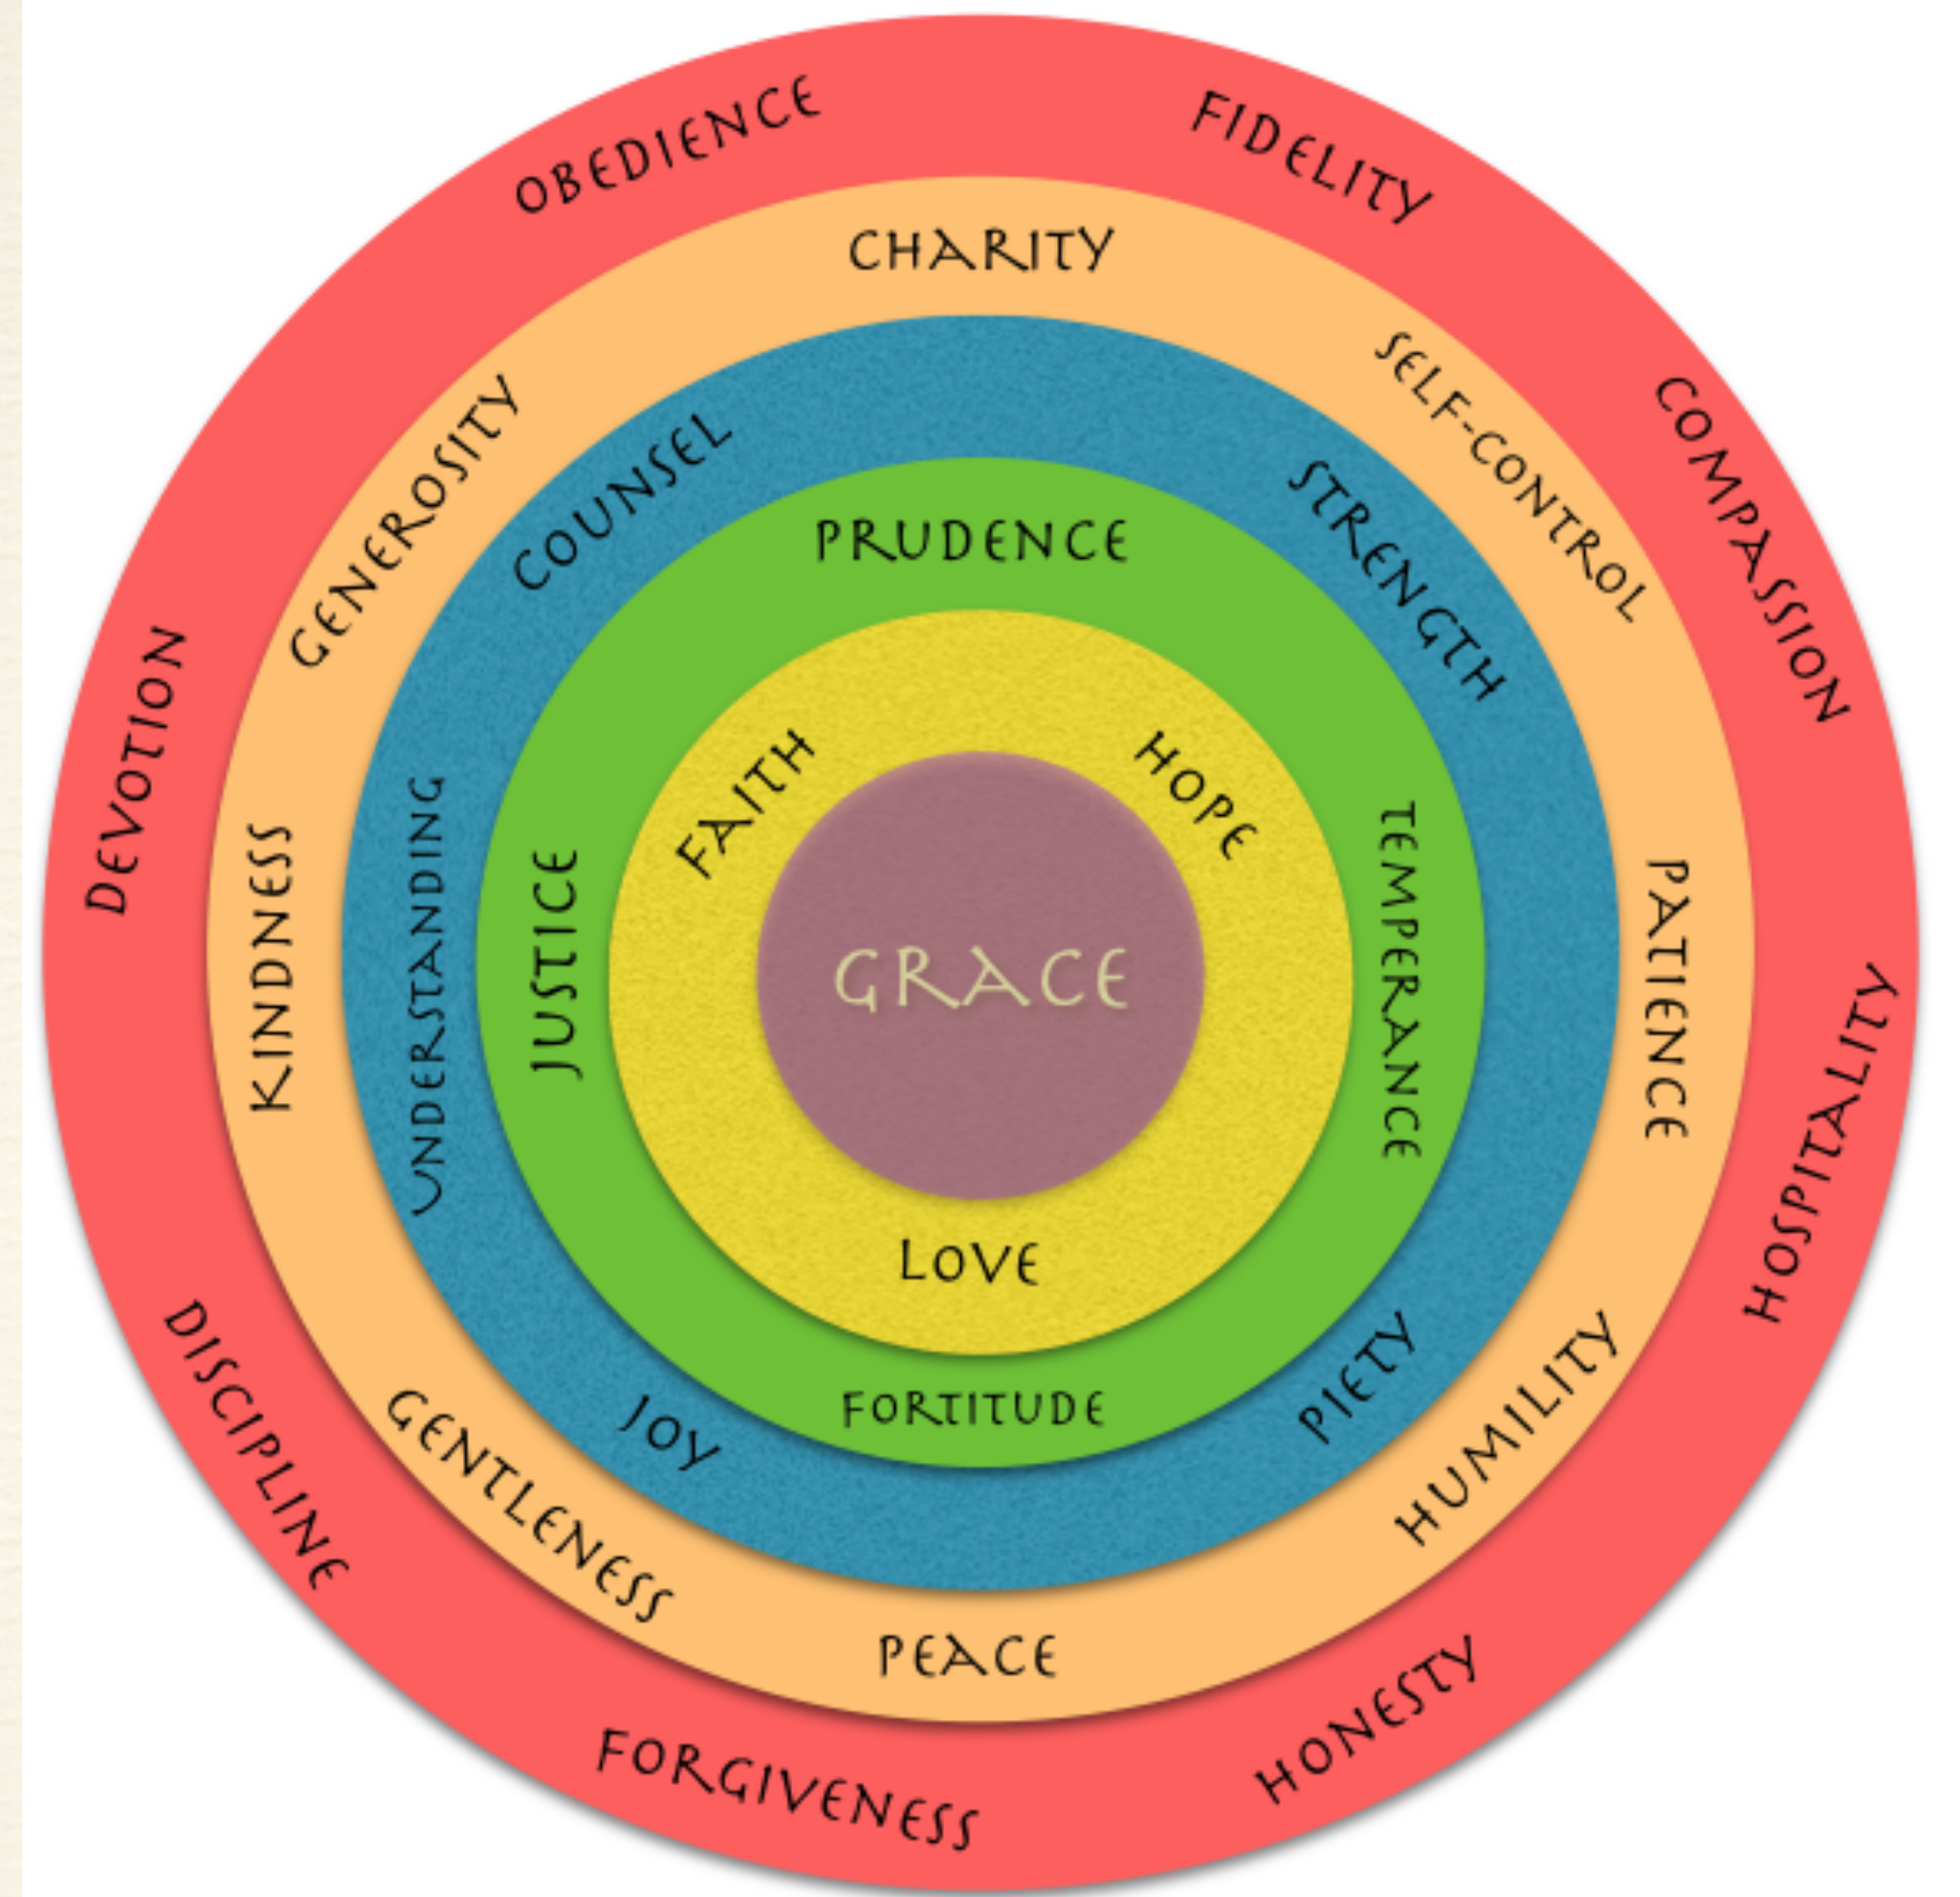 OBEDIENCE
FIDELITY
COMPASSION
HOSPITALITY
HONESTY
FORGIVENESS
DISCIPLINE
DEVOTION
CHARITY
SELF-CONTROL
PATIENCE
HUMILITY
PEACE
GENTLENESS
KINDNESS
GENEROSITY
COUNSEL
STRENGTH
PIETY
JOY
UNDERSTANDING
PRUDENCE
TEMPERANCE
FORTITUDE
JUSTICE
FAITH
HOPE
LOVE
GRACE